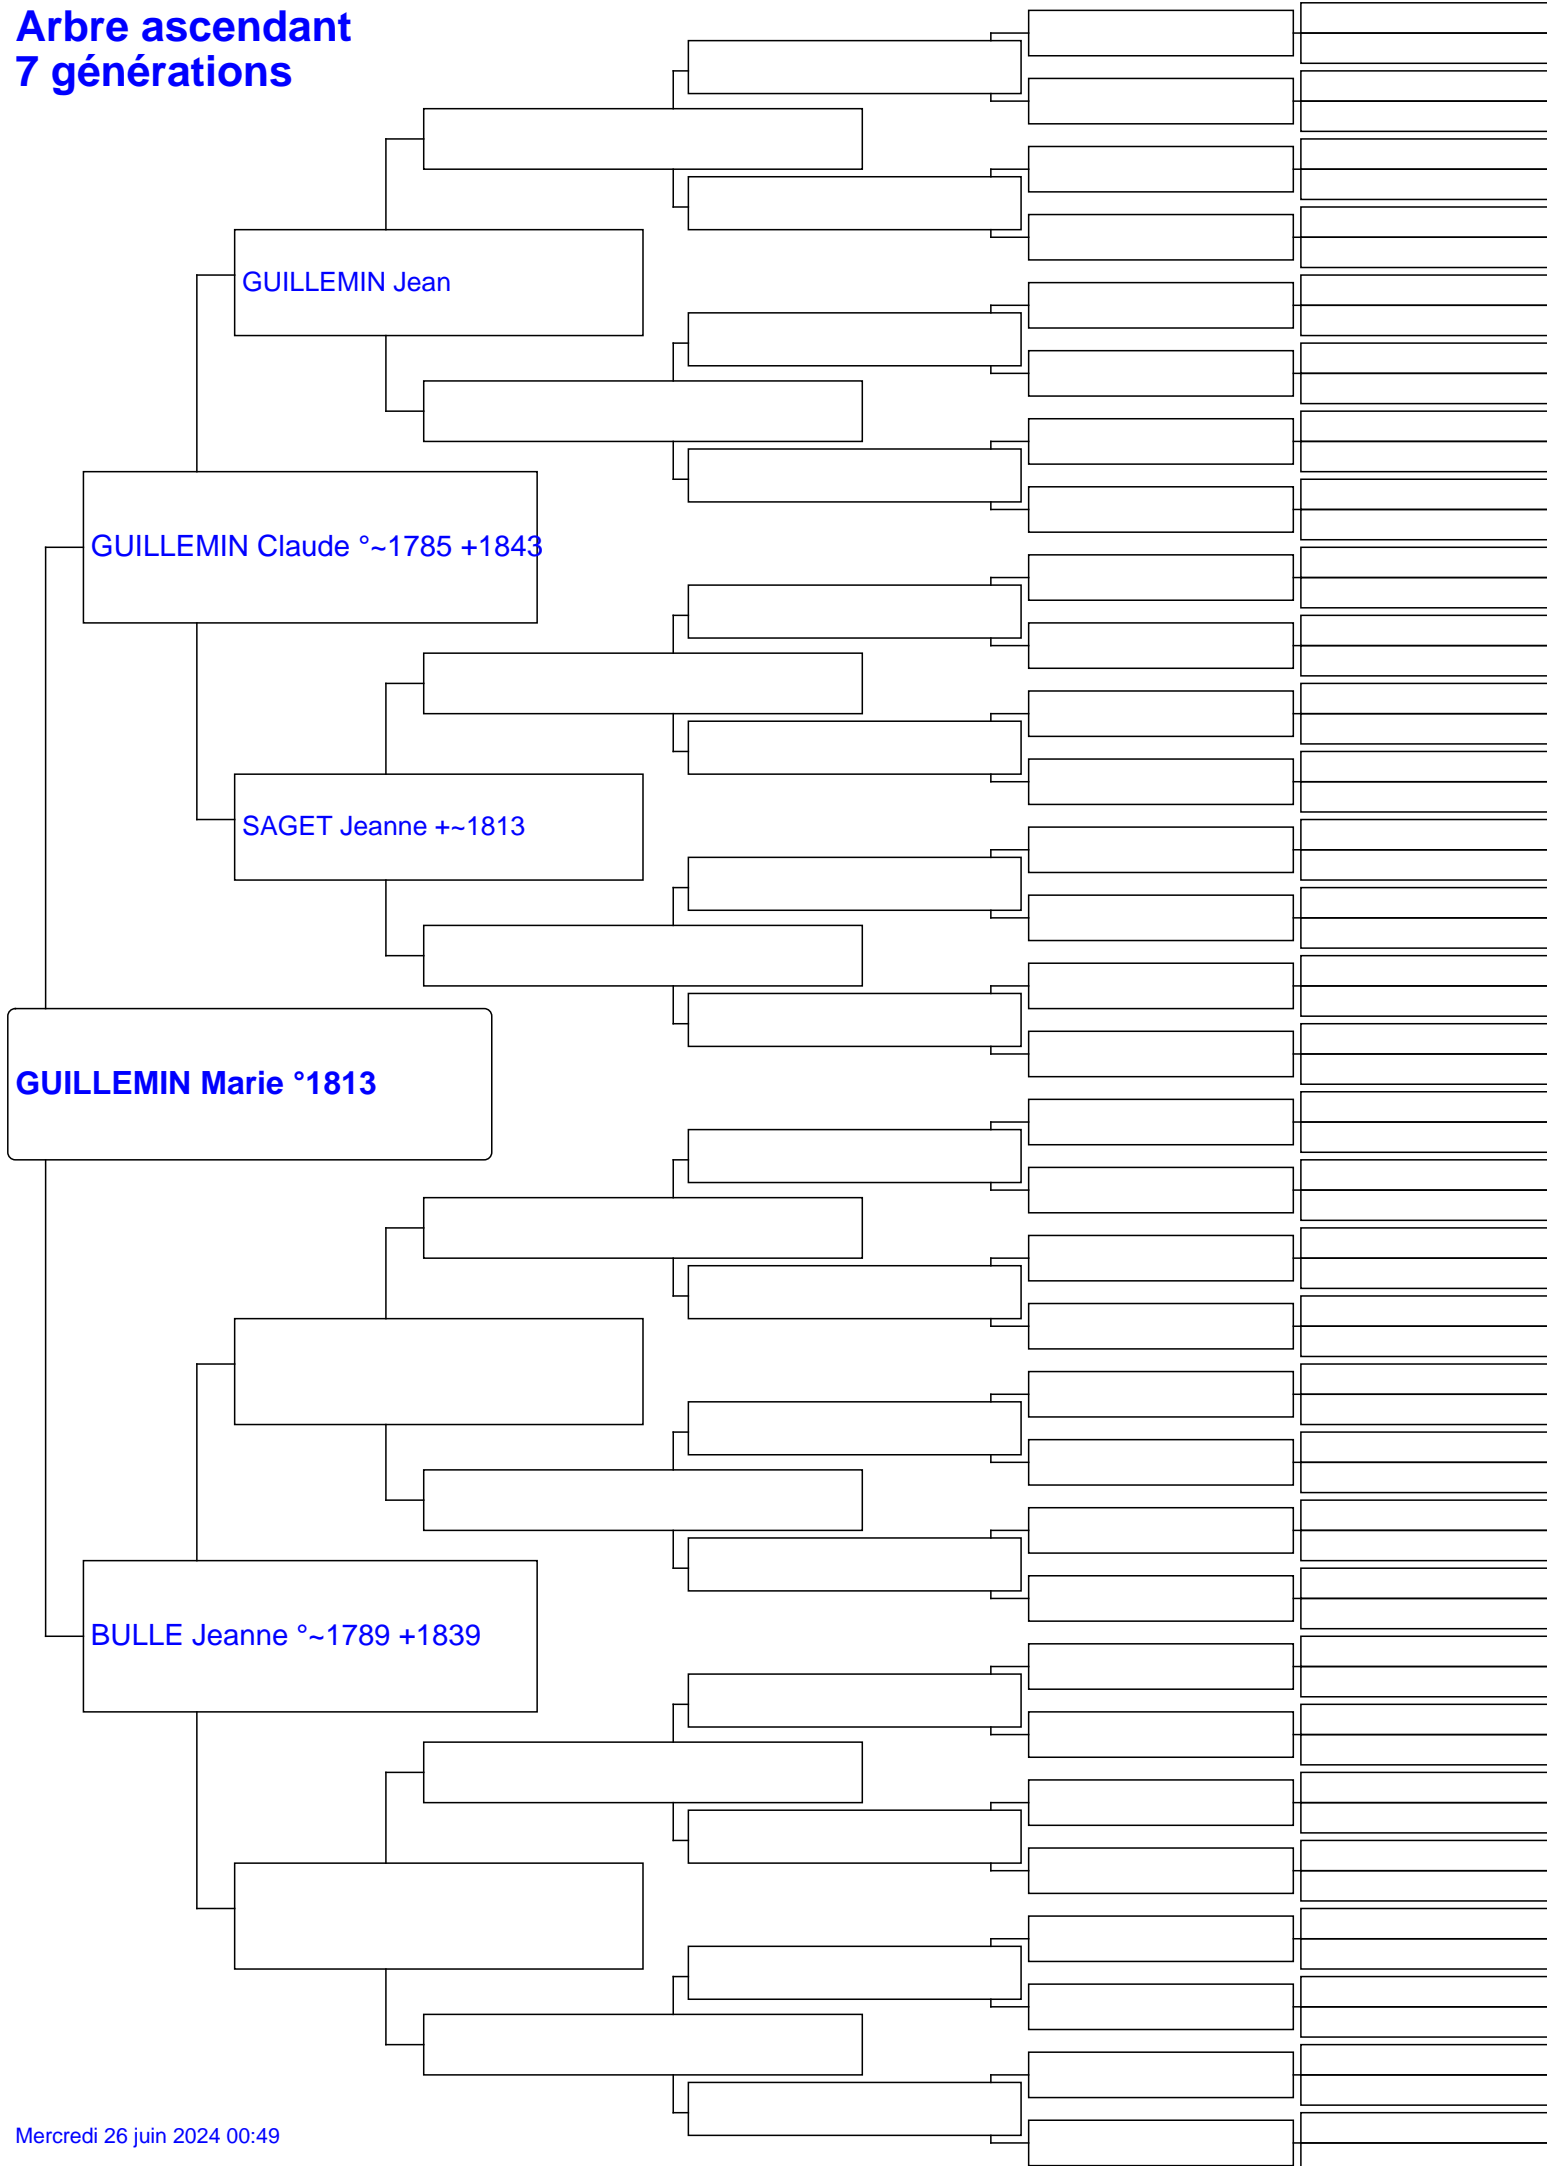 Arbre ascendant
7 générations
GUILLEMIN Jean
GUILLEMIN Claude °~1785 +1843
SAGET Jeanne +~1813
GUILLEMIN Marie °1813
BULLE Jeanne °~1789 +1839
Mercredi 26 juin 2024 00:49